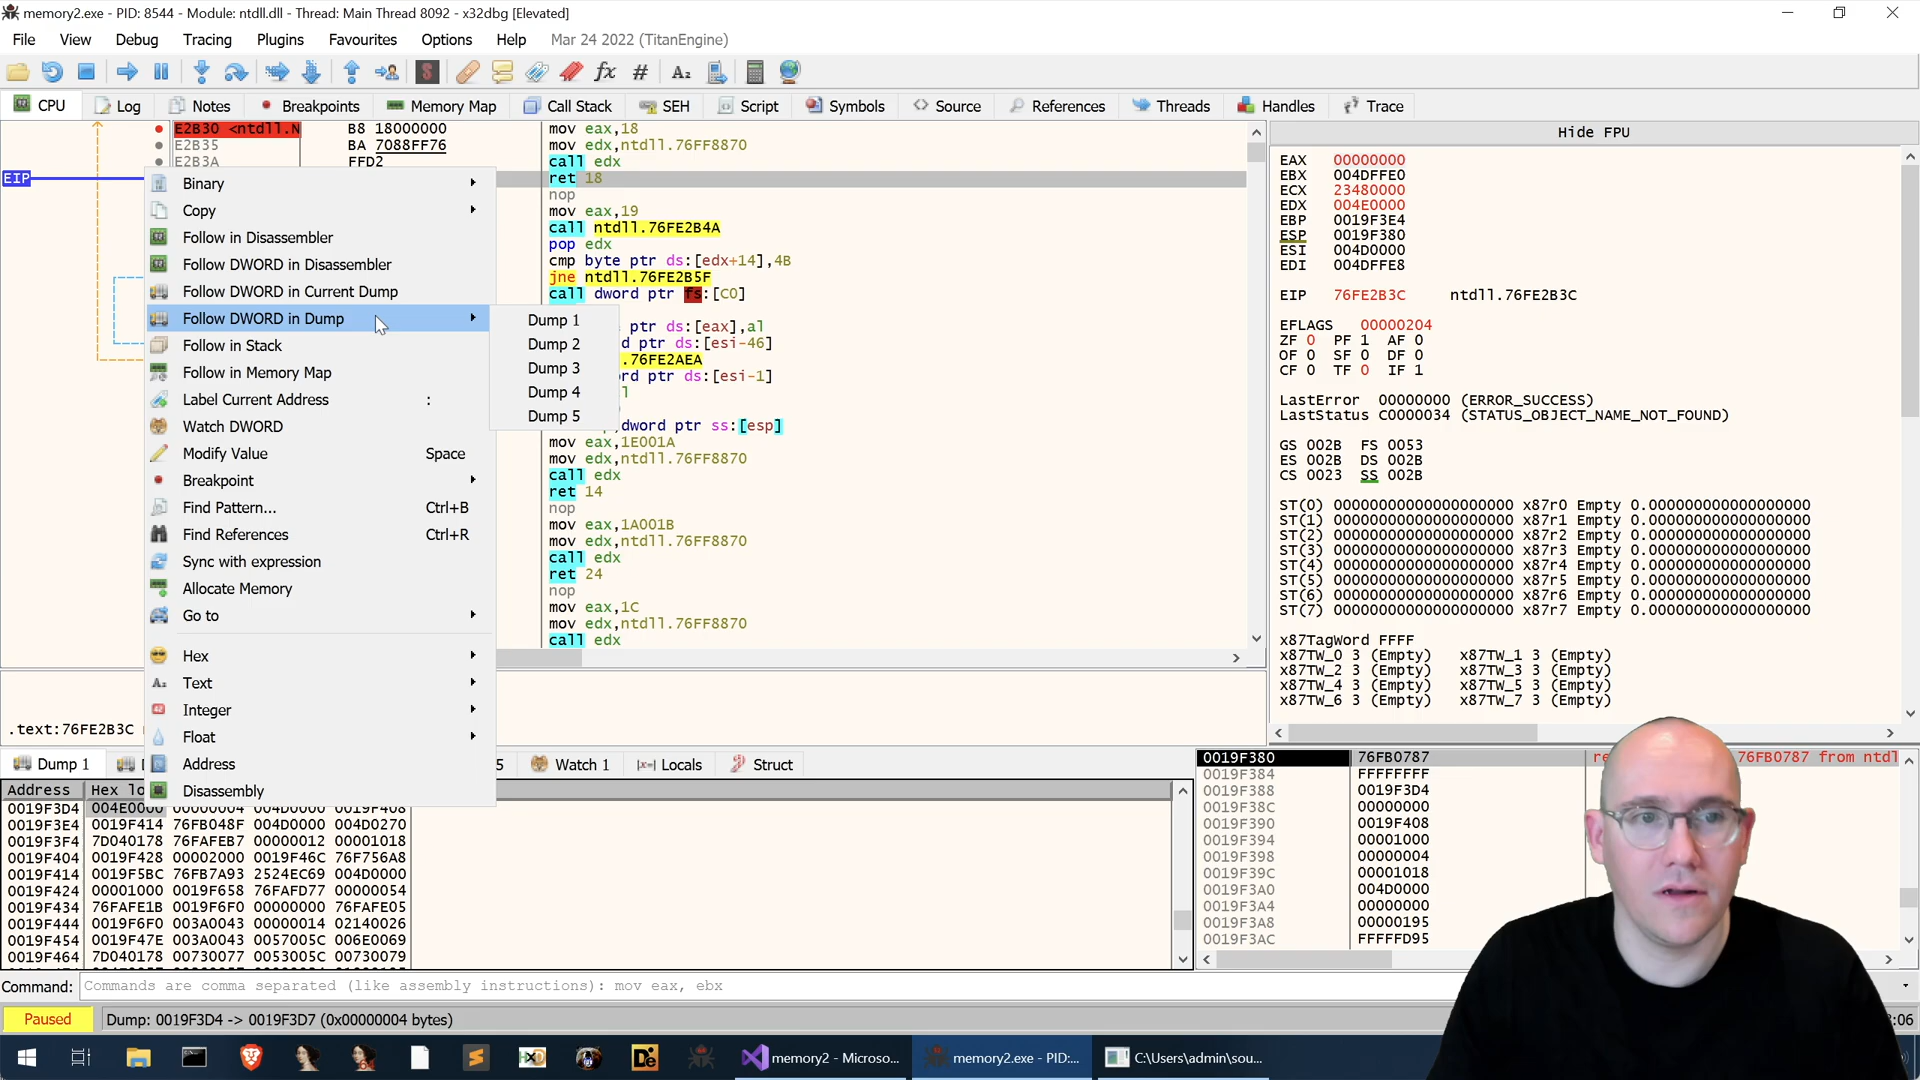 memory2.exe - PID: 8544 - Module: ntdll.dll - Thread: Main Thread 8092 - x32dbg [Elevated]
File View Debug Tracing Plugins Favourites Options Help Mar 24 2022 (TitanEngine)
CPU Log Notes Breakpoints Memory Map Call Stack SEH Script Symbols Source References Threads Handles Trace
E2B30 <ntdll.N B8 18000000 mov eax,18
E2B35 BA 7088FF76 mov edx,ntdll.76FF8870
E2B3A FFD2 call edx
EIP
ret 18
nop
mov eax,19
call ntdll.76FE2B4A
pop edx
cmp byte ptr ds:[edx+14],4B
jne ntdll.76FE2B5F
call dword ptr fs:[C0]
ptr ds:[eax],al
d ptr ds:[esi-46]
.76FE2AEA
rd ptr ds:[esi-1]
dword ptr ss:[esp]
mov eax,1E001A
mov edx,ntdll.76FF8870
call edx
ret 14
nop
mov eax,1A001B
mov edx,ntdll.76FF8870
call edx
ret 24
nop
mov eax,1C
mov edx,ntdll.76FF8870
call edx
Binary
Copy
Follow in Disassembler
Follow DWORD in Disassembler
Follow DWORD in Current Dump
Follow DWORD in Dump
Follow in Stack
Follow in Memory Map
Label Current Address :
Watch DWORD
Modify Value Space
Breakpoint
Find Pattern... Ctrl+B
Find References Ctrl+R
Sync with expression
Allocate Memory
Go to
Hex
Text
Integer
Float
Address
Disassembly
Dump 1
Dump 2
Dump 3
Dump 4
Dump 5
.text:76FE2B3C
Hide FPU
EAX 00000000
EBX 004DFFE0
ECX 23480000
EDX 004E0000
EBP 0019F3E4
ESP 0019F380
ESI 004D0000
EDI 004DFFE8
EIP 76FE2B3C ntdll.76FE2B3C
EFLAGS 00000204
ZF 0 PF 1 AF 0
OF 0 SF 0 DF 0
CF 0 TF 0 IF 1
LastError 00000000 (ERROR_SUCCESS)
LastStatus C0000034 (STATUS_OBJECT_NAME_NOT_FOUND)
GS 002B FS 0053
ES 002B DS 002B
CS 0023 SS 002B
ST(0) 00000000000000000000 x87r0 Empty 0.00000000000000000
ST(1) 00000000000000000000 x87r1 Empty 0.00000000000000000
ST(2) 00000000000000000000 x87r2 Empty 0.00000000000000000
ST(3) 00000000000000000000 x87r3 Empty 0.00000000000000000
ST(4) 00000000000000000000 x87r4 Empty 0.00000000000000000
ST(5) 00000000000000000000 x87r5 Empty 0.00000000000000000
ST(6) 00000000000000000000 x87r6 Empty 0.00000000000000000
ST(7) 00000000000000000000 x87r7 Empty 0.00000000000000000
x87TagWord FFFF
x87TW_0 3 (Empty) x87TW_1 3 (Empty)
x87TW_2 3 (Empty) x87TW_3 3 (Empty)
x87TW_4 3 (Empty) x87TW_5 3 (Empty)
x87TW_6 3 (Empty) x87TW_7 3 (Empty)
Dump 1 5 Watch 1 Locals Struct
Address Hex
0019F3D4 004E0000 00000004 004D0000 0019F408
0019F3E4 0019F414 76FB048F 004D0000 004D0270
0019F3F4 7D040178 76FAFEB7 00000012 00001018
0019F404 0019F428 00002000 0019F46C 76F756A8
0019F414 0019F5BC 76FB7A93 2524EC69 004D0000
0019F424 00001000 0019F658 76FAFD77 00000054
0019F434 76FAFE1B 0019F6F0 00000000 76FAFE05
0019F444 0019F6F0 003A0043 00000014 02140026
0019F454 0019F47E 003A0043 0057005C 006E0069
0019F464 7D040178 00730077 0053005C 00730079
0019F380 76FB0787 re 76FB0787 from ntdl
0019F384 FFFFFFFF
0019F388 0019F3D4
0019F38C 00000000
0019F390 0019F408
0019F394 00001000
0019F398 00000004
0019F39C 00001018
0019F3A0 004D0000
0019F3A4 00000000
0019F3A8 00000195
0019F3AC FFFFFD95
Command: Commands are comma separated (like assembly instructions): mov eax, ebx
Paused Dump: 0019F3D4 -> 0019F3D7 (0x00000004 bytes) :06
memory2 - Microso... memory2.exe - PID:... C:\Users\admin\sou...